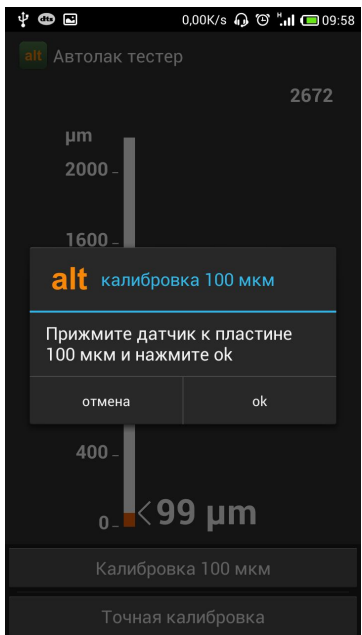 dts 0,00K/s H 09:58
alt Автолак тестер
2672
µm
2000
1600
alt калибровка 100 мкм
Прижмите датчик к пластине
100 мкм и нажмите ok
отмена ok
400
0 < 99 µm
Калибровка 100 мкм
Точная калибровка